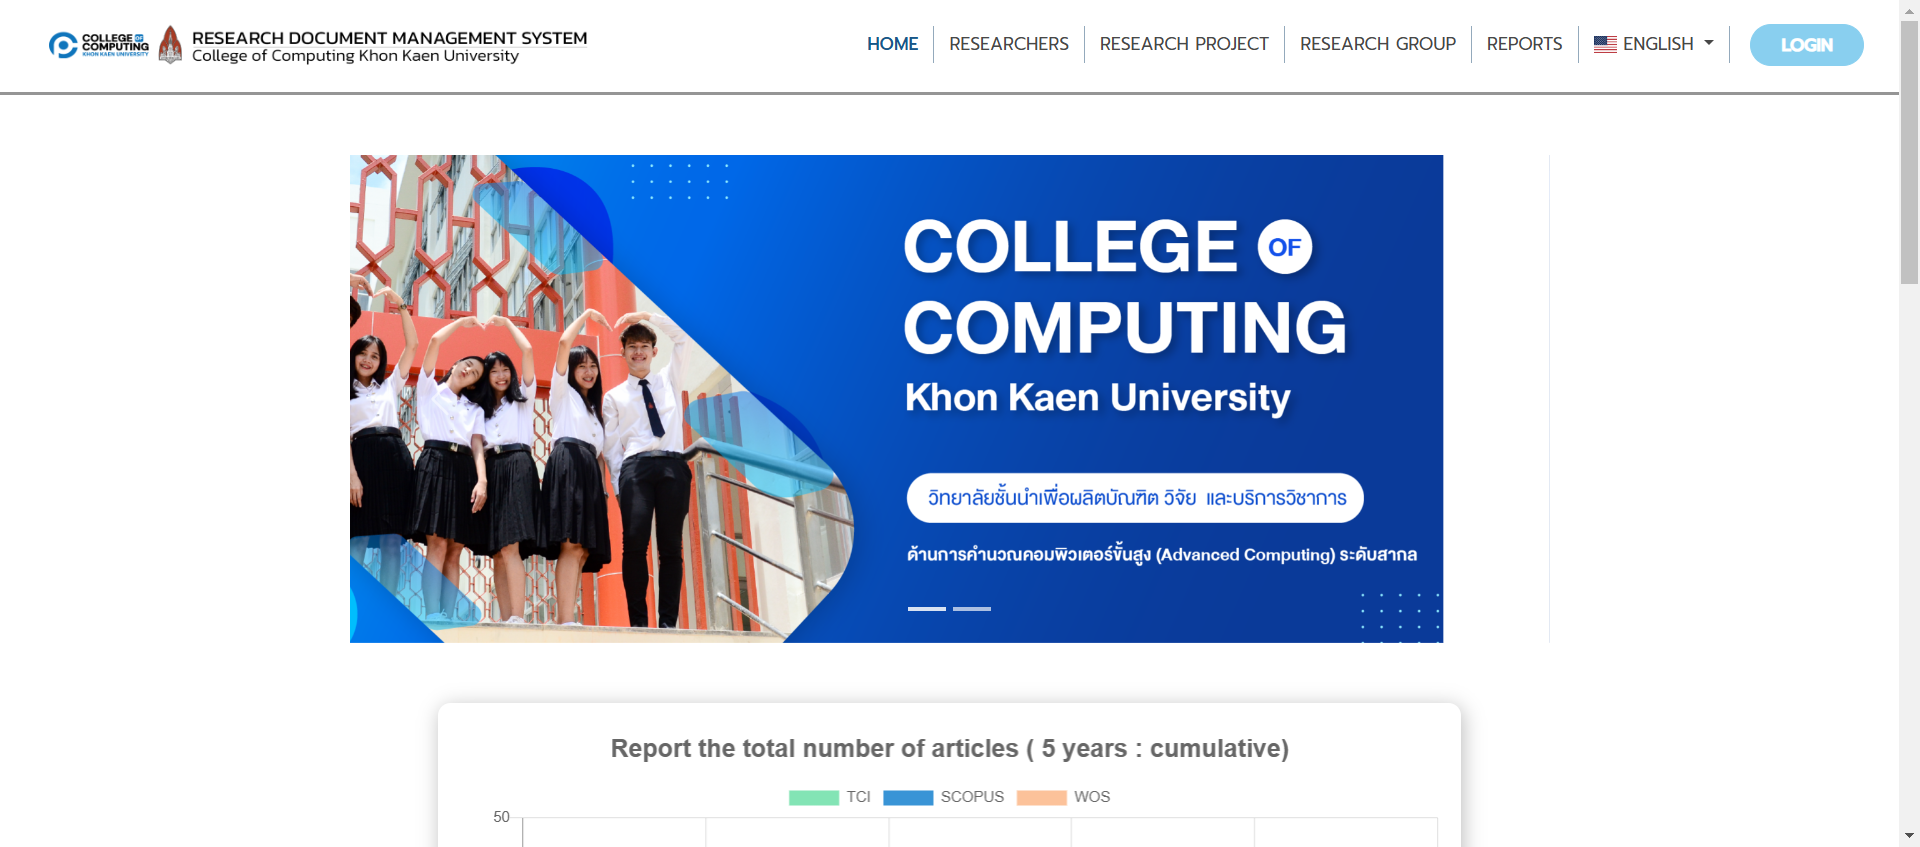 COLLEGE OF
COMPUTING
KHON KAEN UNIVERSITY
RESEARCH DOCUMENT MANAGEMENT SYSTEM
College of Computing Khon Kaen University
HOME
RESEARCHERS
RESEARCH PROJECT
RESEARCH GROUP
REPORTS
ENGLISH
LOGIN
COLLEGE OF
COMPUTING
Khon Kaen University
วิทยาลัยชั้นนำเพื่อผลิตบัณฑิต วิจัย และบริการวิชาการ
ด้านการคำนวณคอมพิวเตอร์ขั้นสูง (Advanced Computing) ระดับสากล
Report the total number of articles ( 5 years : cumulative)
TCI SCOPUS WOS
50